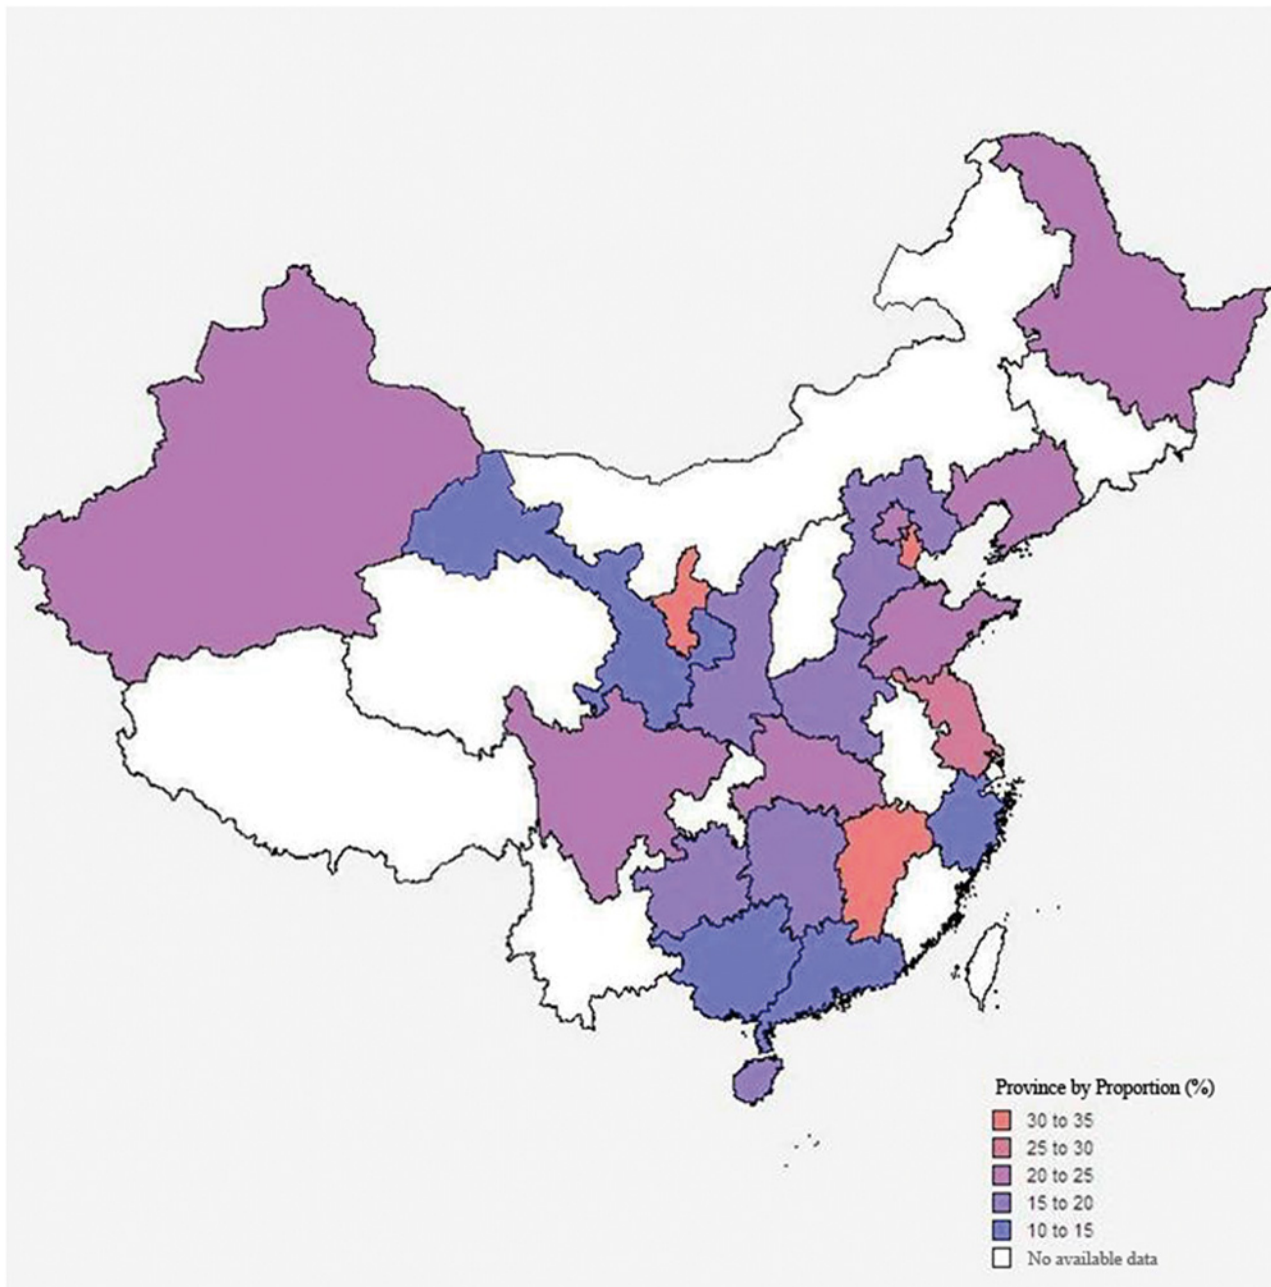 Province by Proportion (%)
30 to 35
25 to 30
20 to 25
15 to 20
10 to 15
No available data